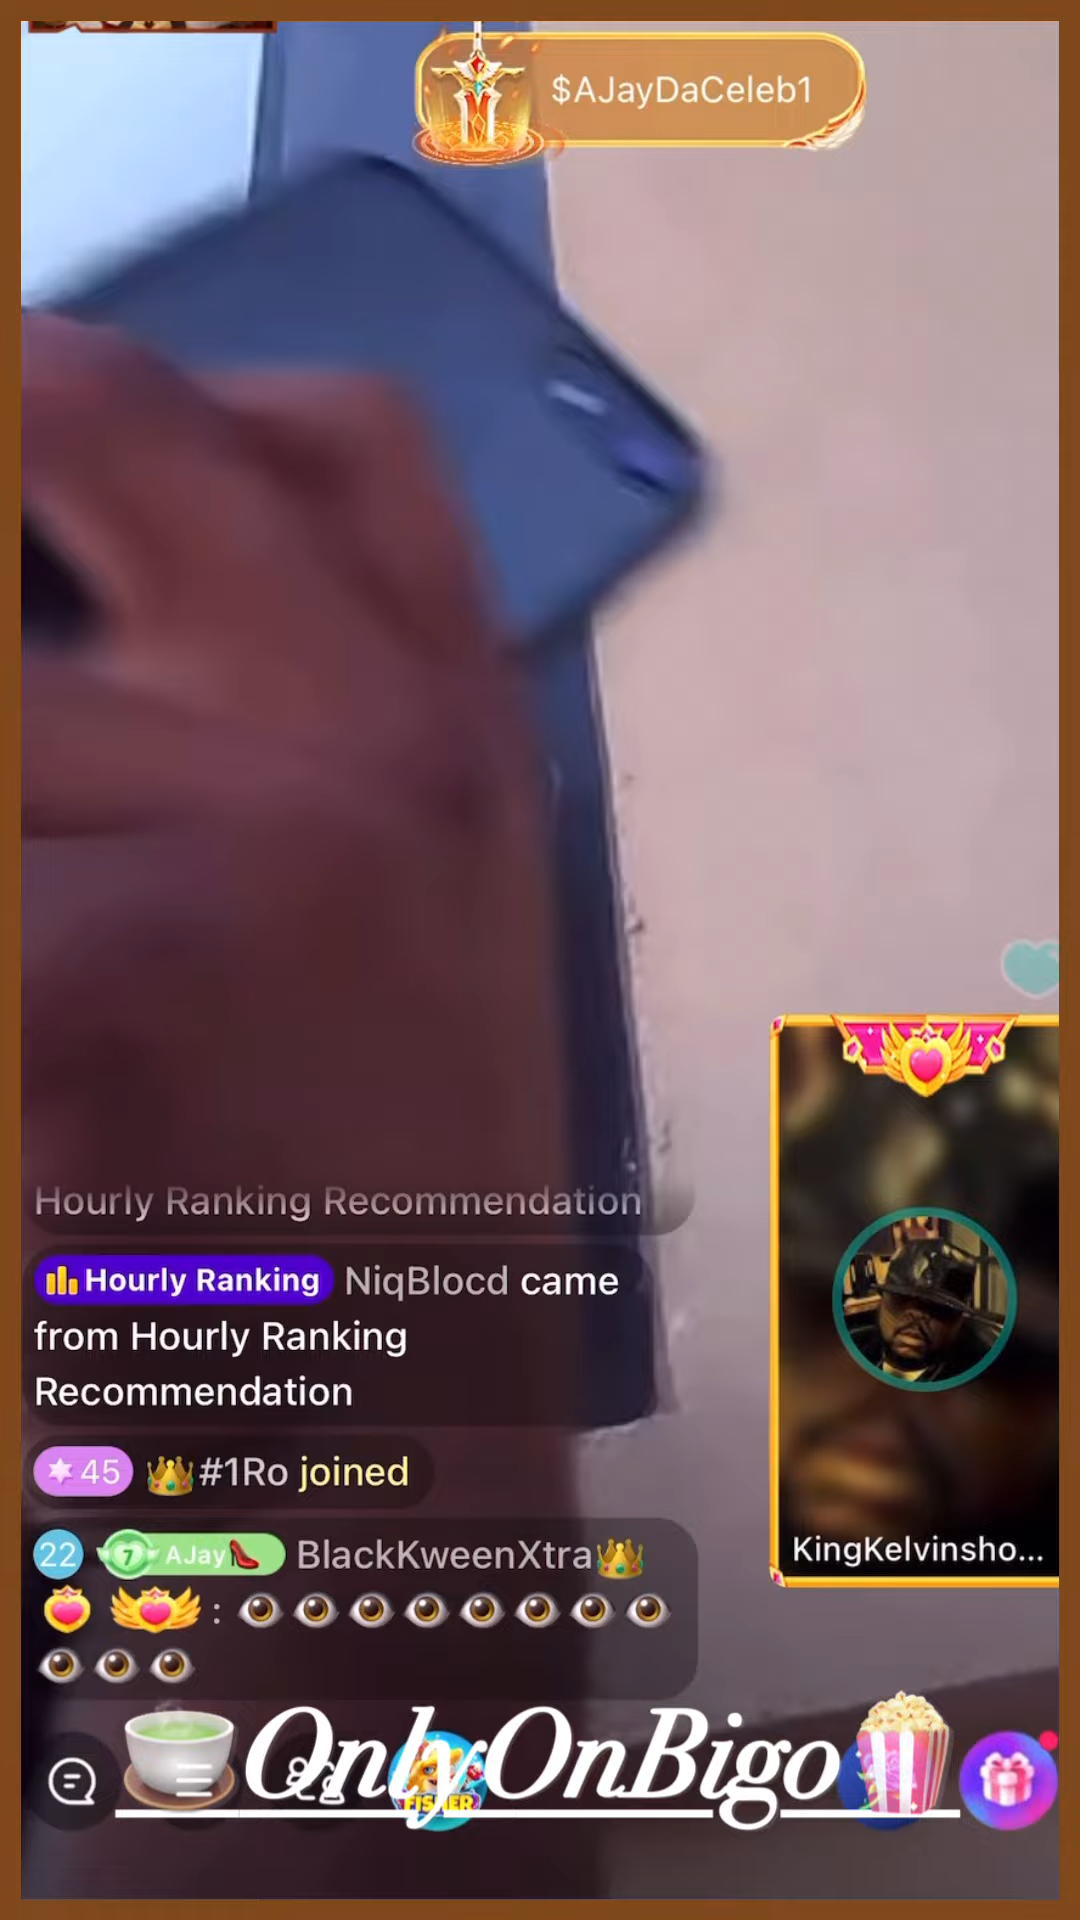 $AJayDaCeleb1
Hourly Ranking Recommendation
Hourly Ranking NiqBlocd came
from Hourly Ranking
Recommendation
45 #1Ro joined
22 7 AJay BlackKweenXtra
:
KingKelvinsho...
OnlyOnBigo
FISHER